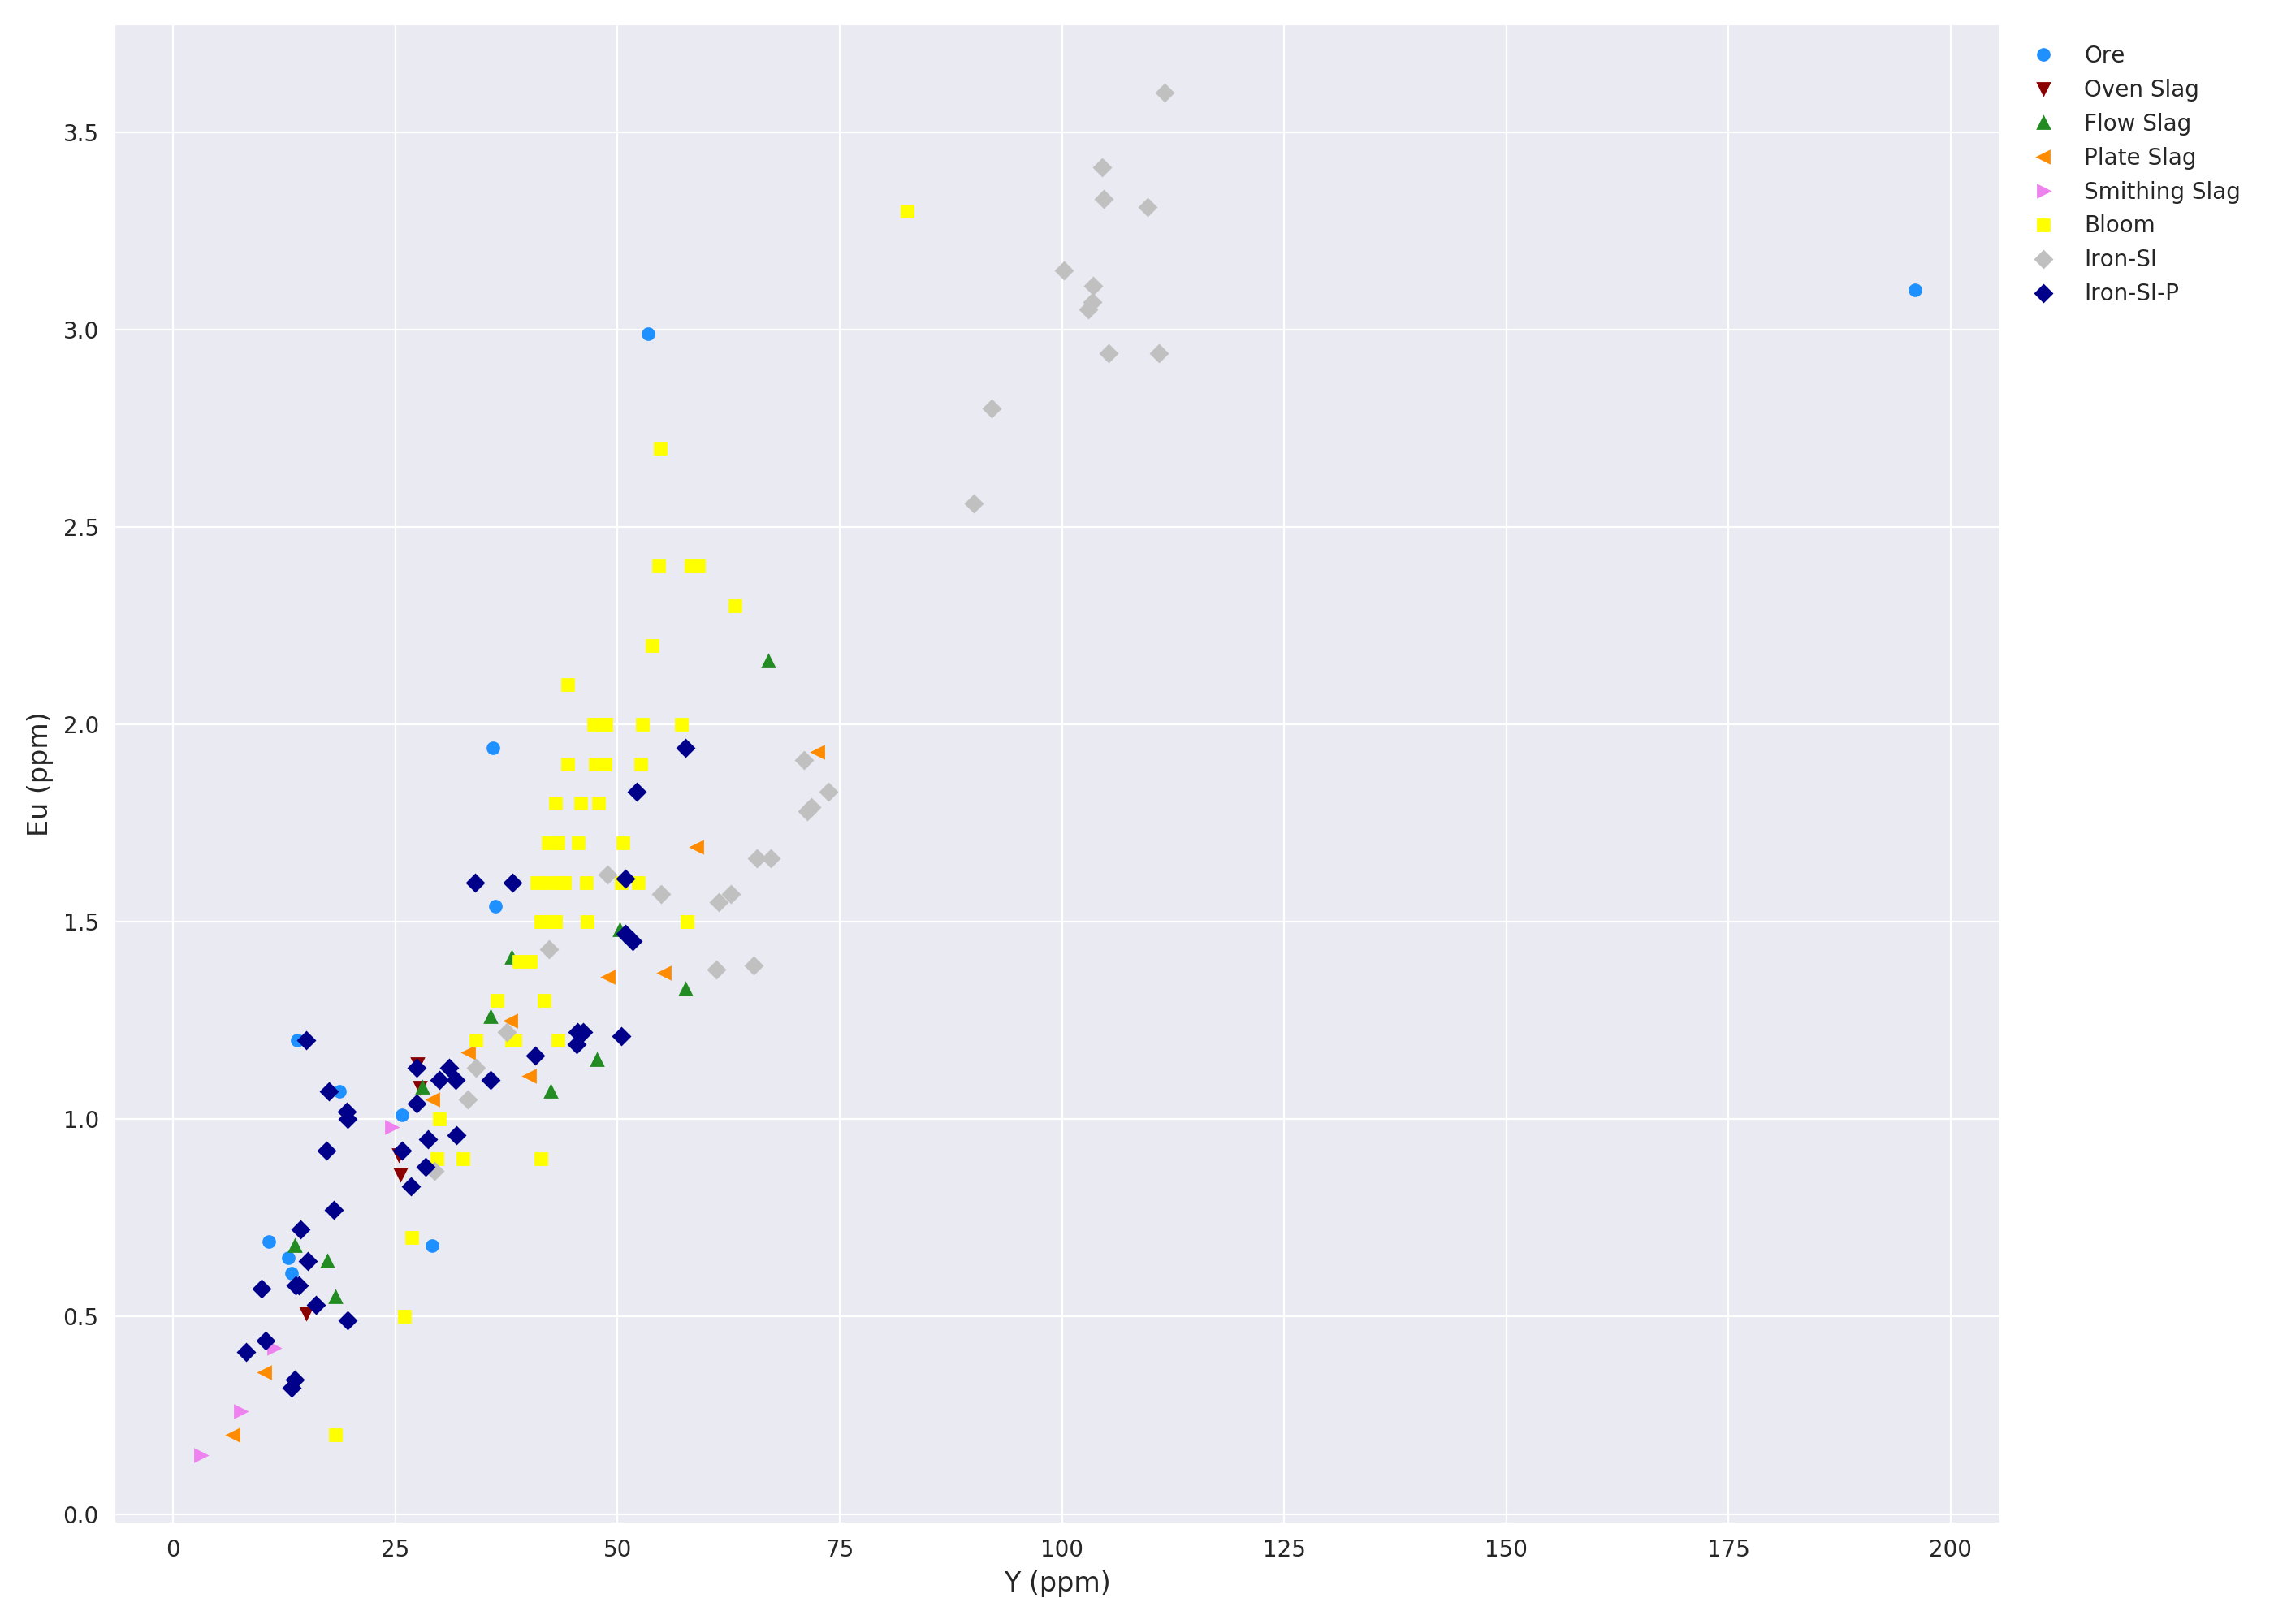 Ore
Oven Slag
Flow Slag
Plate Slag
Smithing Slag
Bloom
Iron-SI
Iron-SI-P
3.5
3.0
2.5
2.0
1.5
1.0
0.5
0.0
Eu (ppm)
0 25 50 75 100 125 150 175 200
Y (ppm)